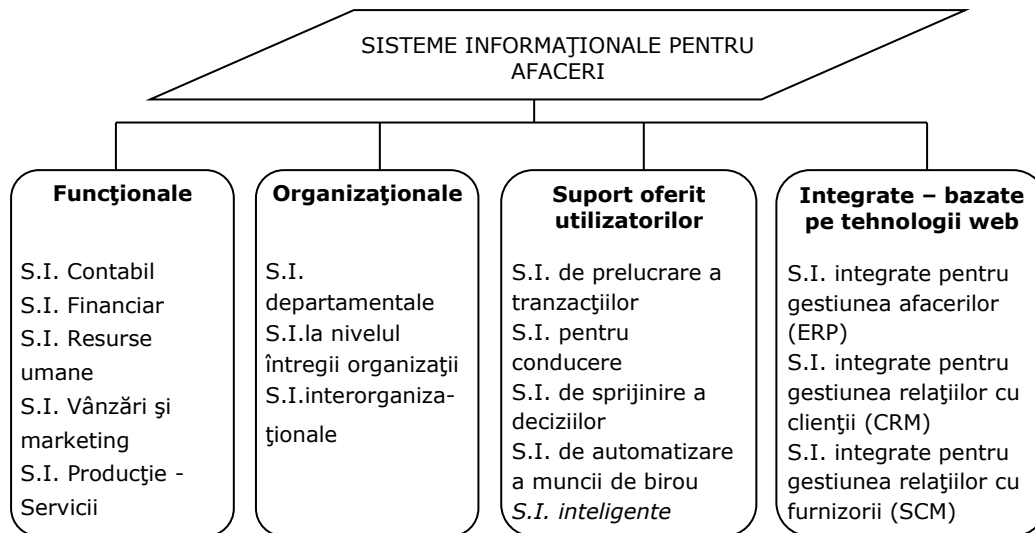 SISTEME INFORMAŢIONALE PENTRU
AFACERI
Funcţionale
S.I. Contabil
S.I. Financiar
S.I. Resurse
umane
S.I. Vânzări şi
marketing
S.I. Producţie -
Servicii
Organizaţionale
S.I.
departamentale
S.I.la nivelul
întregii organizaţii
S.I.interorganiza-
ţionale
Suport oferit
utilizatorilor
S.I. de prelucrare a
tranzacţiilor
S.I. pentru
conducere
S.I. de sprijinire a
deciziilor
S.I. de automatizare
a muncii de birou
S.I. inteligente
Integrate – bazate
pe tehnologii web
S.I. integrate pentru
gestiunea afacerilor
(ERP)
S.I. integrate pentru
gestiunea relaţiilor cu
clienţii (CRM)
S.I. integrate pentru
gestiunea relaţiilor cu
furnizorii (SCM)